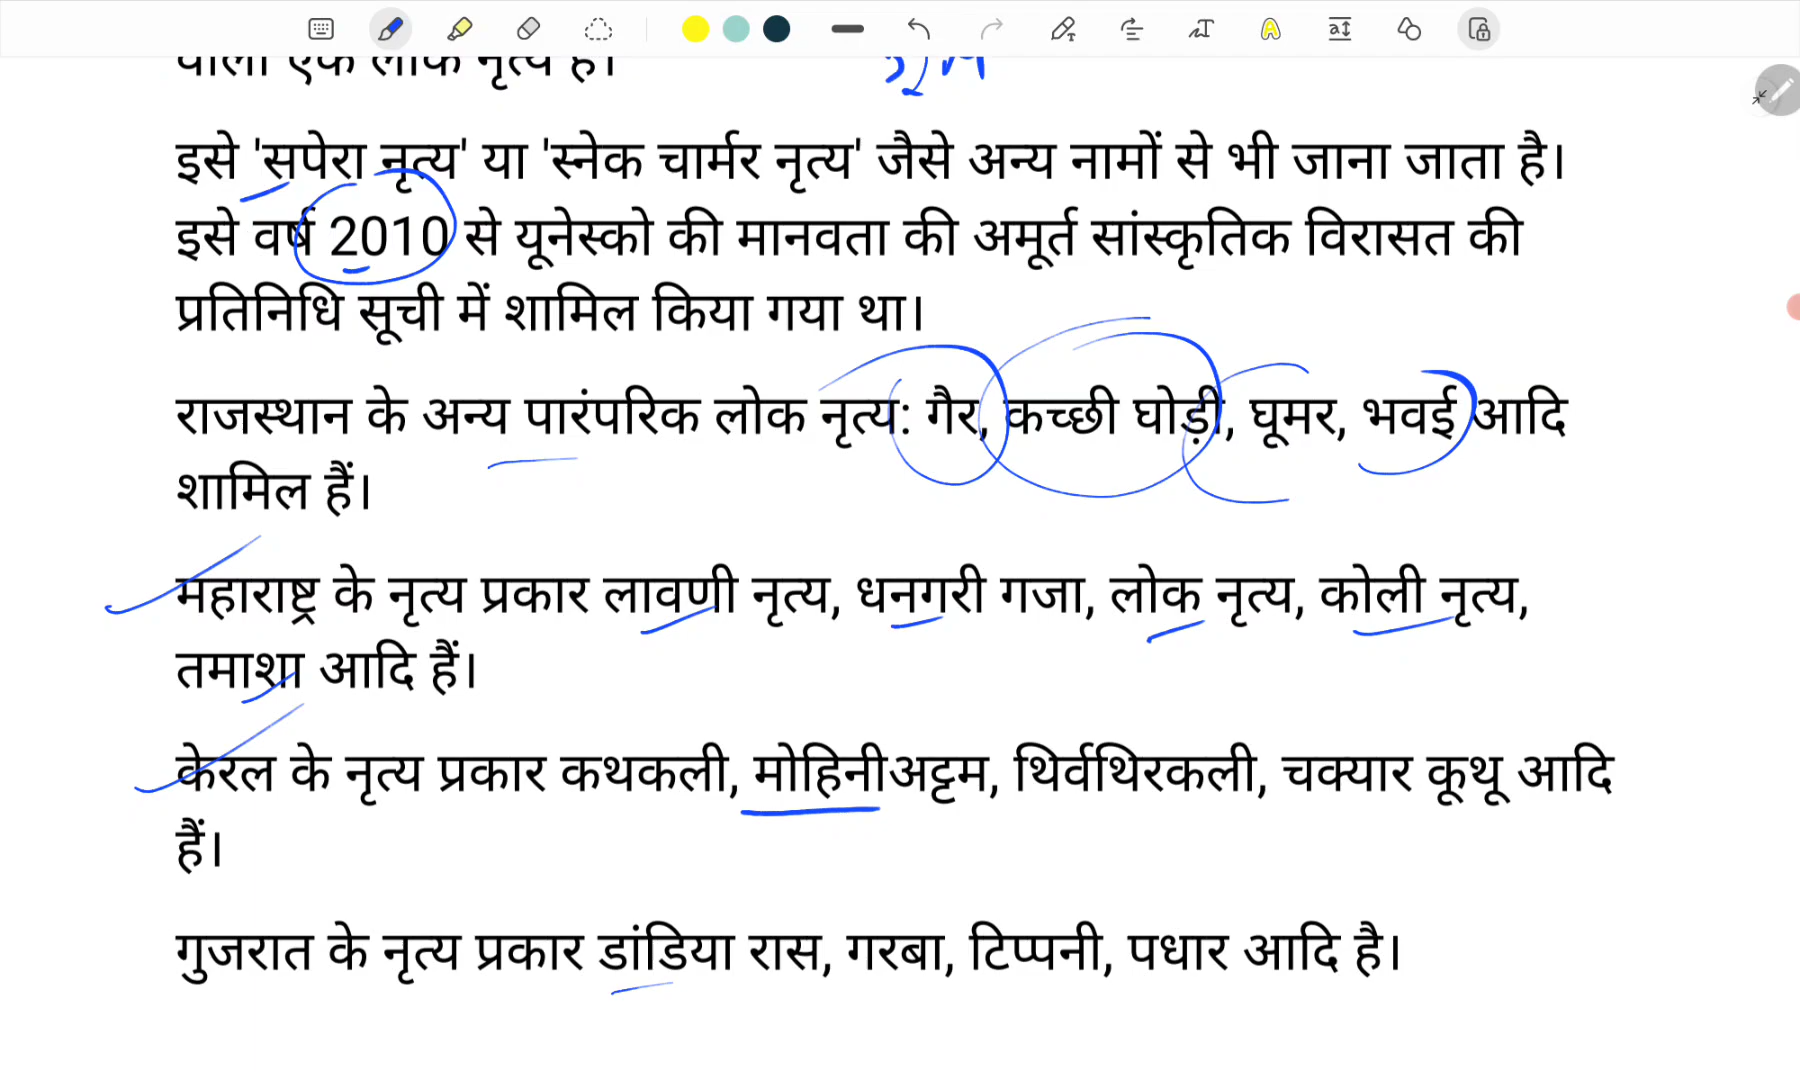 वाला एक लोक नृत्य है।
इसे 'सपेरा नृत्य' या 'स्नेक चार्मर नृत्य' जैसे अन्य नामों से भी जाना जाता है।
इसे वर्ष 2010 से यूनेस्को की मानवता की अमूर्त सांस्कृतिक विरासत की
प्रतिनिधि सूची में शामिल किया गया था।
राजस्थान के अन्य पारंपरिक लोक नृत्य: गैर, कच्छी घोड़ी, घूमर, भवई आदि
शामिल हैं।
महाराष्ट्र के नृत्य प्रकार लावणी नृत्य, धनगरी गजा, लोक नृत्य, कोली नृत्य,
तमाशा आदि हैं।
केरल के नृत्य प्रकार कथकली, मोहिनीअट्टम, थिर्वथिरकली, चक्यार कूथू आदि
हैं।
गुजरात के नृत्य प्रकार डांडिया रास, गरबा, टिप्पनी, पधार आदि है।